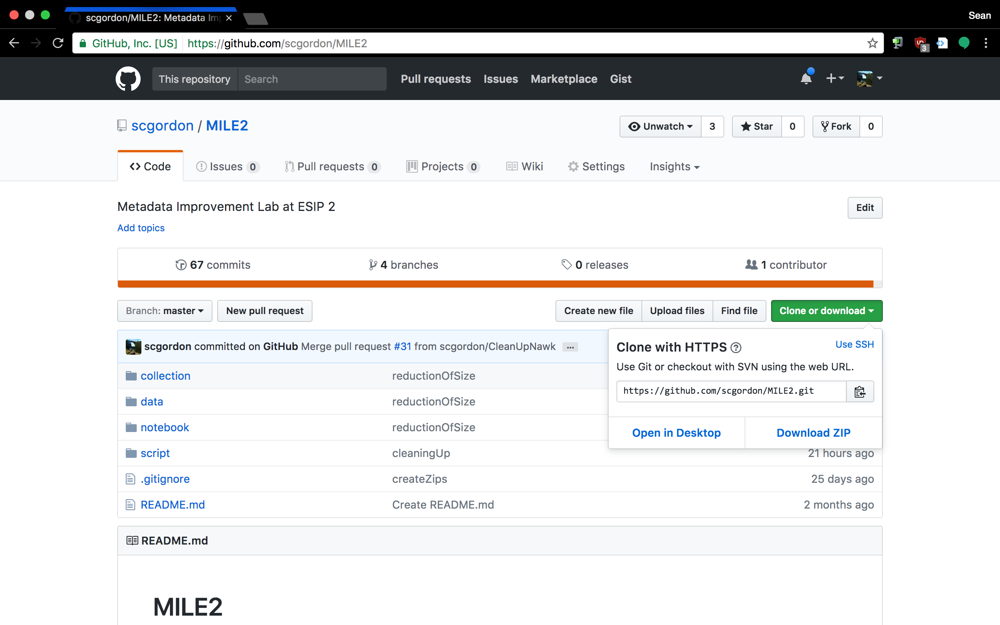 scgordon/MILE2: Metadata Imp
Sean
GitHub, Inc. [US] https://github.com/scgordon/MILE2
3
This repository Search Pull requests Issues Marketplace Gist
scgordon / MILE2 Unwatch 3 Star 0 Fork 0
Code Issues 0 Pull requests 0 Projects 0 Wiki Settings Insights
Metadata Improvement Lab at ESIP 2 Edit
Add topics
67 commits 4 branches 0 releases 1 contributor
Branch: master New pull request Create new file Upload files Find file Clone or download
scgordon committed on GitHub Merge pull request #31 from scgordon/CleanUpNawk ...
Clone with HTTPS ? Use SSH
Use Git or checkout with SVN using the web URL.
https://github.com/scgordon/MILE2.git
Open in Desktop Download ZIP
collection reductionOfSize
data reductionOfSize
notebook reductionOfSize
script cleaningUp 21 hours ago
.gitignore createZips 25 days ago
README.md Create README.md 2 months ago
README.md
MILE2